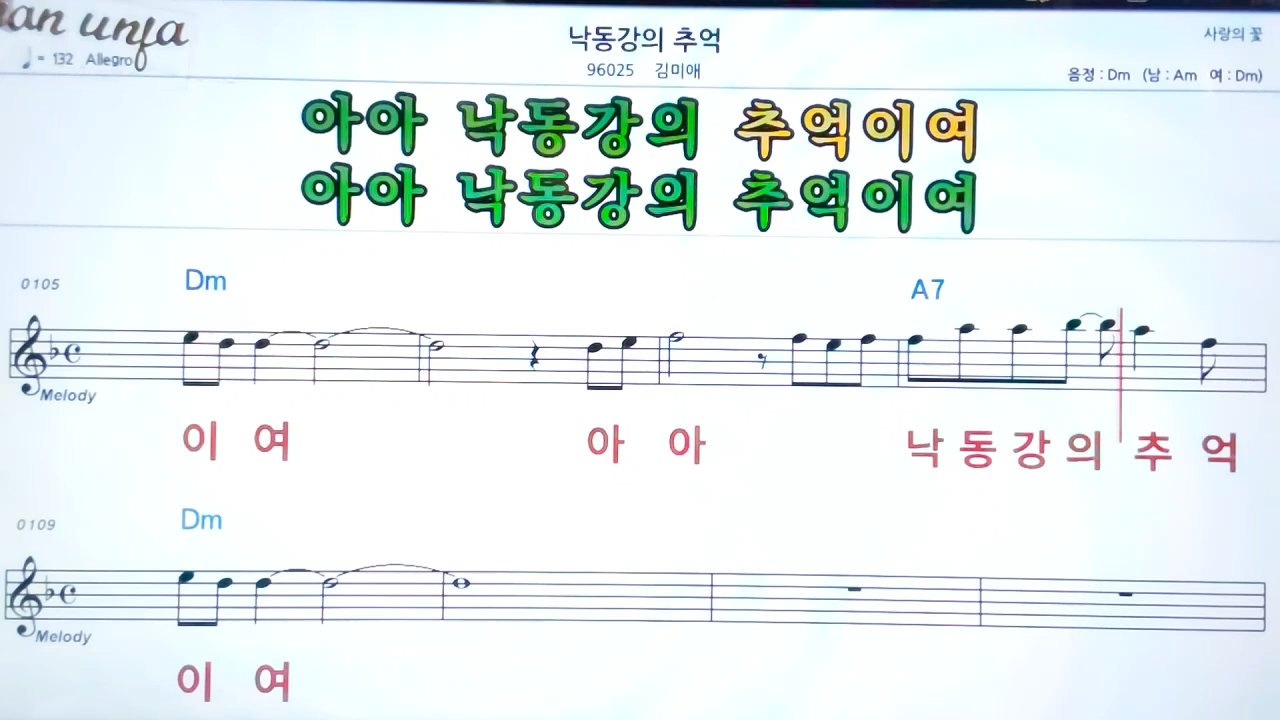 낙동강의 추억
사랑의 꽃
♩= 132 Allegro
96025 김미애
음정 : Dm (남 : Am 여 : Dm)
아아 낙동강의 추억이여
아아 낙동강의 추억이여
0105
Dm
A7
Melody
이 여 아 아 낙 동 강 의 추 억
0109
Dm
Melody
이 여